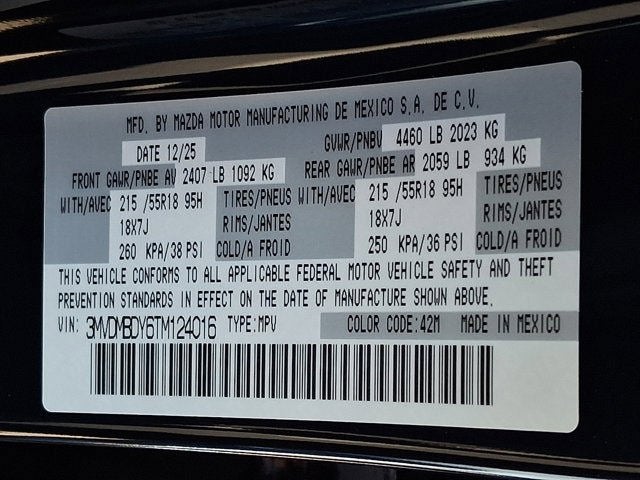 MFD. BY MAZDA MOTOR MANUFACTURING DE MEXICO S.A. DE C.V.
DATE 12/25 GVWR/PNBV 4460 LB 2023 KG
FRONT GAWR/PNBE AV 2407 LB 1092 KG REAR GAWR/PNBE AR 2059 LB 934 KG
WITH/AVEC 215 /55R18 95H TIRES/PNEUS WITH/AVEC 215 /55R18 95H TIRES/PNEUS
18X7J RIMS/JANTES 18X7J RIMS/JANTES
260 KPA/38 PSI COLD/A FROID 250 KPA/36 PSI COLD/A FROID
THIS VEHICLE CONFORMS TO ALL APPLICABLE FEDERAL MOTOR VEHICLE SAFETY AND THEFT
PREVENTION STANDARDS IN EFFECT ON THE DATE OF MANUFACTURE SHOWN ABOVE.
VIN: 3MVDMBDY6TM124016 TYPE:MPV COLOR CODE:42M MADE IN MEXICO